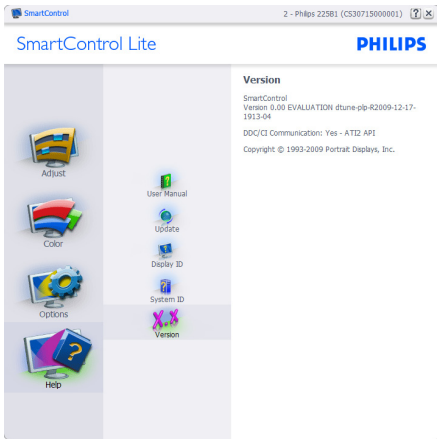 SmartControl
2 - Philips 225B1 (CS30715000001)
SmartControl Lite
PHILIPS
Adjust
Color
Options
Help
User Manual
Update
Display ID
System ID
X.X
Version
Version
SmartControl
Version 0.00 EVALUATION dtune-plp-R2009-12-17-
1913-04
DDC/CI Communication: Yes - ATI2 API
Copyright © 1993-2009 Portrait Displays, Inc.